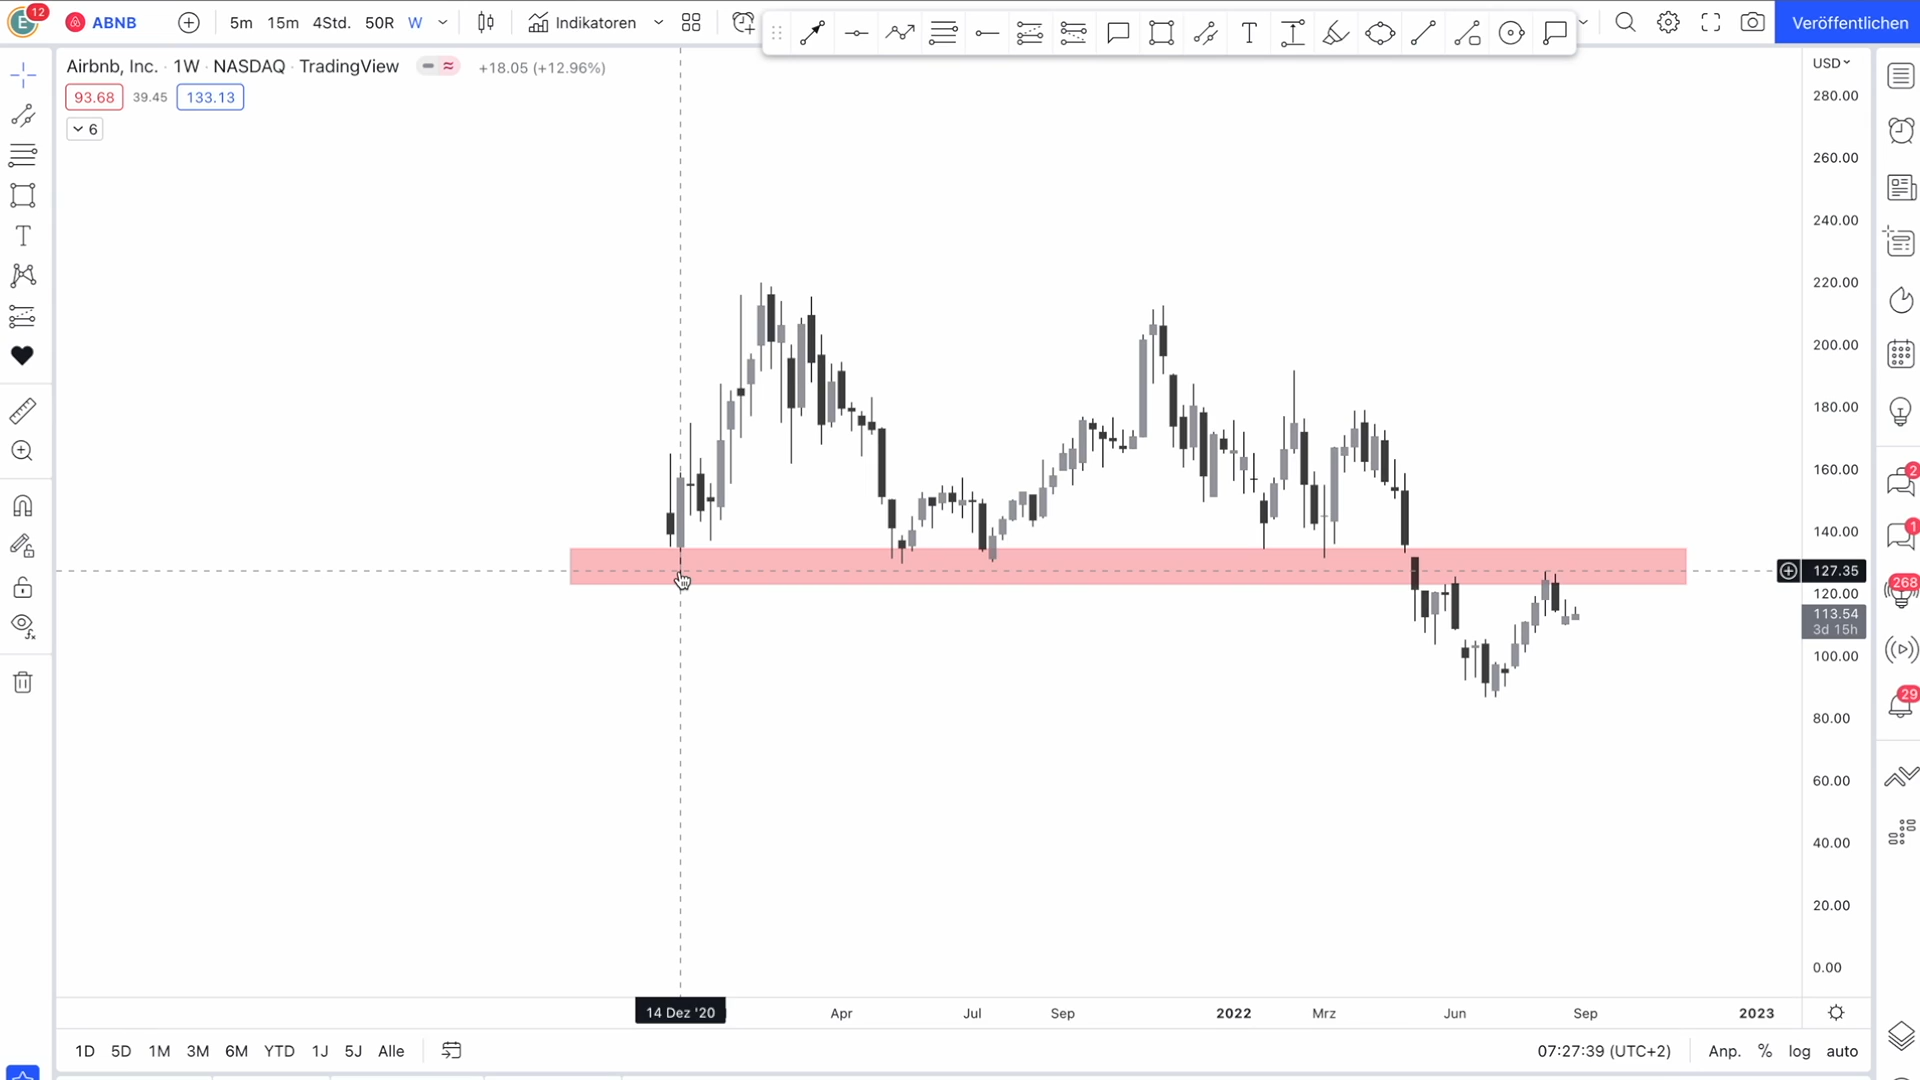 E 12 ABNB 5m 15m 4Std. 50R W Indikatoren T Veröffentlichen
Airbnb, Inc. · 1W · NASDAQ · TradingView +18.05 (+12.96%)
93.68 39.45 133.13
6
USD
280.00
260.00
240.00
220.00
200.00
180.00
160.00
140.00
127.35
120.00
113.54
3d 15h
100.00
80.00
60.00
40.00
20.00
0.00
T
2
1
268
29
14 Dez '20 Apr Jul Sep 2022 Mrz Jun Sep 2023
1D 5D 1M 3M 6M YTD 1J 5J Alle 07:27:39 (UTC+2) Anp. % log auto